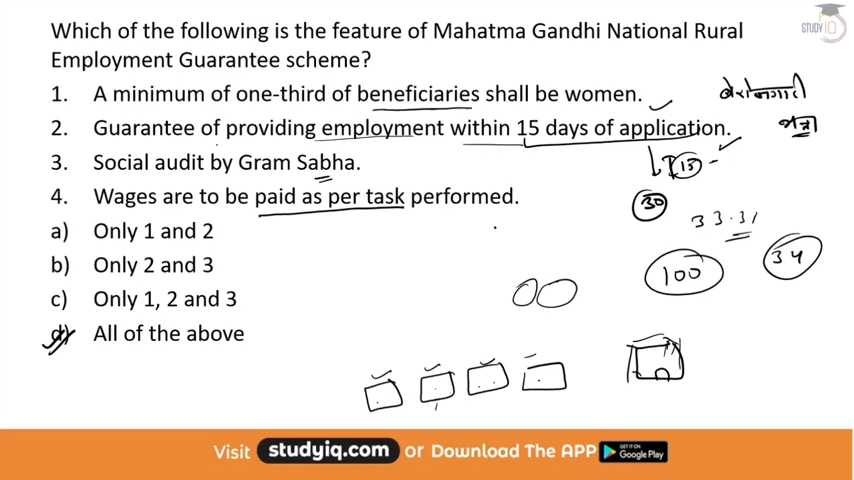 STUDY IQ
Which of the following is the feature of Mahatma Gandhi National Rural
Employment Guarantee scheme?
1. A minimum of one-third of beneficiaries shall be women.
2. Guarantee of providing employment within 15 days of application.
3. Social audit by Gram Sabha.
4. Wages are to be paid as per task performed.
15
30
33.3%
100
34
a) Only 1 and 2
b) Only 2 and 3
c) Only 1, 2 and 3
d) All of the above
Visit studyiq.com or Download The APP GET IT ON Google Play